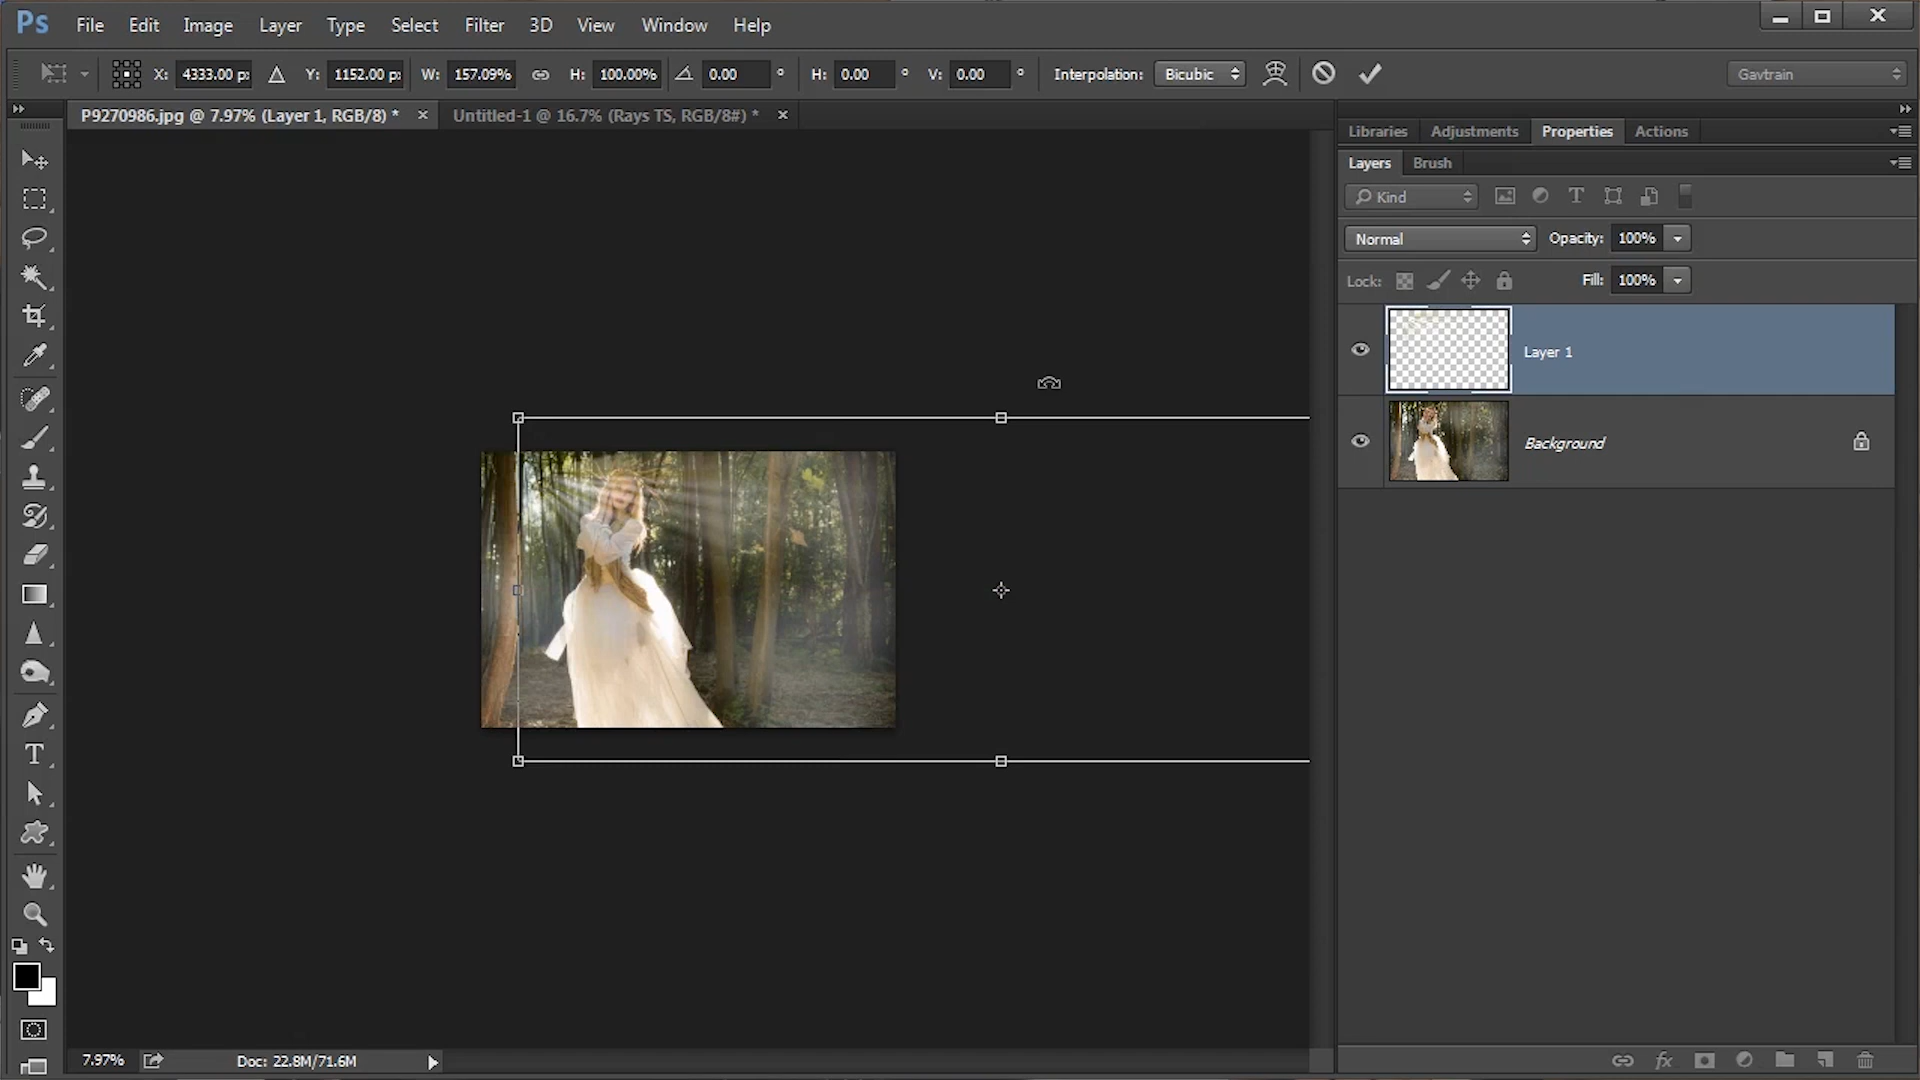 Ps File Edit Image Layer Type Select Filter 3D View Window Help
X: 4333.00 p: Y: 1152.00 p: W: 157.09% H: 100.00% 0.00 ° H: 0.00 ° V: 0.00 ° Interpolation: Bicubic Gavtrain
P9270986.jpg @ 7.97% (Layer 1, RGB/8) * × Untitled-1 @ 16.7% (Rays TS, RGB/8#) * ×
Libraries Adjustments Properties Actions
Layers Brush
Kind
Normal Opacity: 100%
Lock: Fill: 100%
Layer 1
Background
7.97% Doc: 22.8M/71.6M